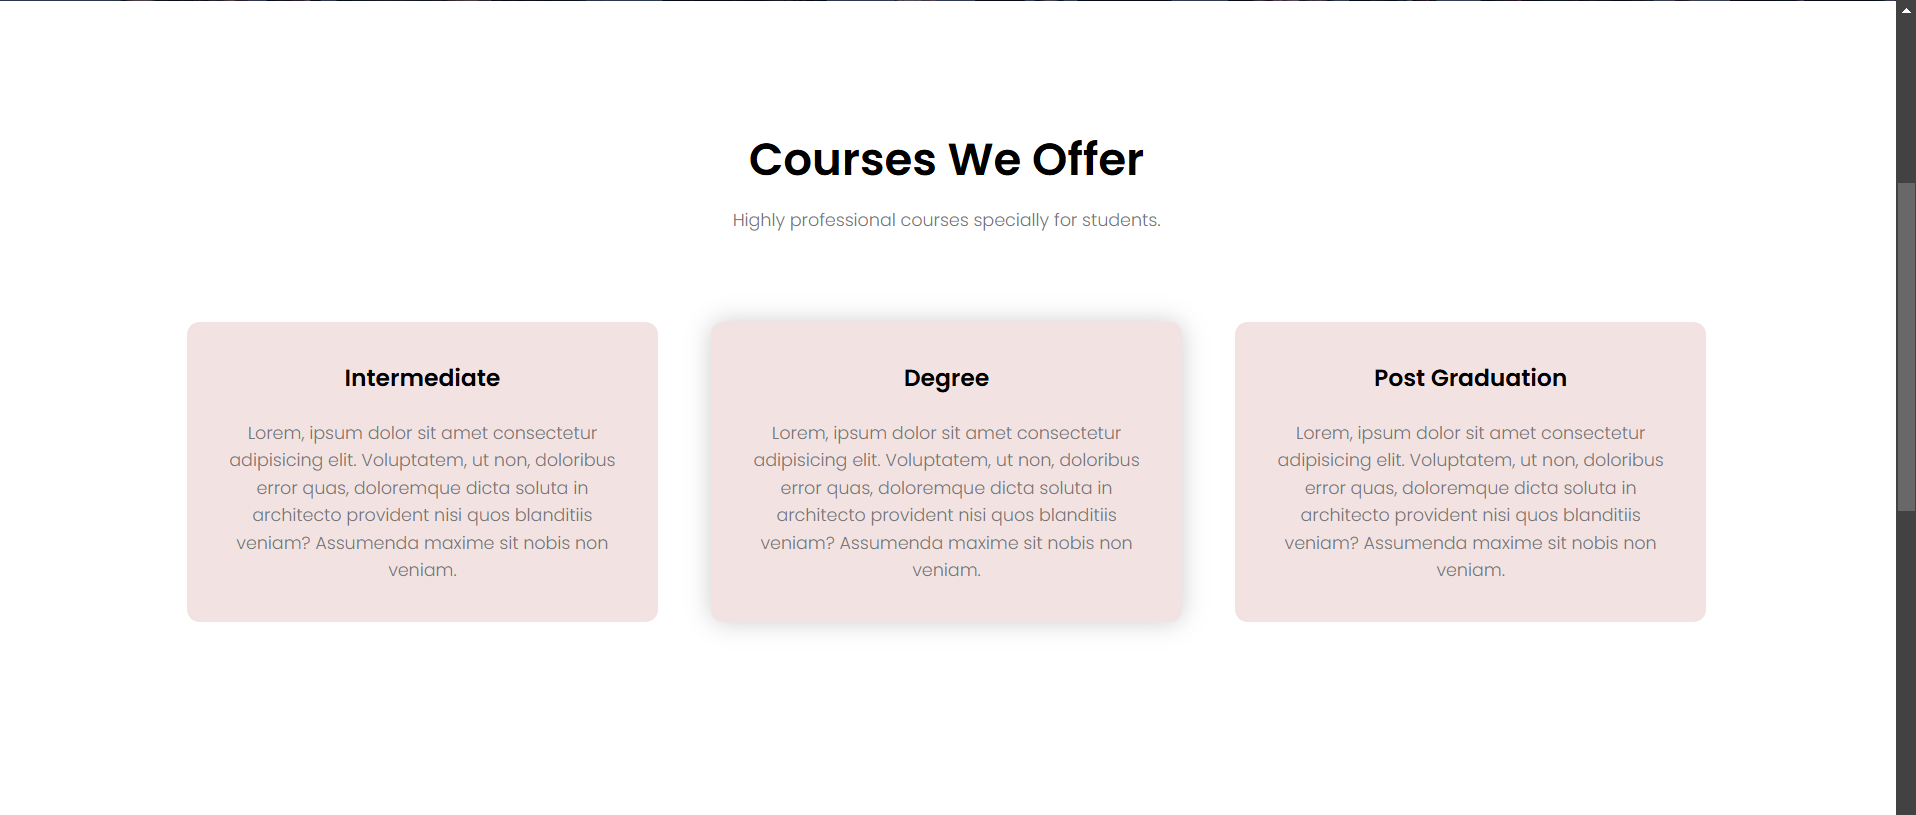 Courses We Offer
Highly professional courses specially for students.
Intermediate
Lorem, ipsum dolor sit amet consectetur
adipisicing elit. Voluptatem, ut non, doloribus
error quas, doloremque dicta soluta in
architecto provident nisi quos blanditiis
veniam? Assumenda maxime sit nobis non
veniam.
Degree
Lorem, ipsum dolor sit amet consectetur
adipisicing elit. Voluptatem, ut non, doloribus
error quas, doloremque dicta soluta in
architecto provident nisi quos blanditiis
veniam? Assumenda maxime sit nobis non
veniam.
Post Graduation
Lorem, ipsum dolor sit amet consectetur
adipisicing elit. Voluptatem, ut non, doloribus
error quas, doloremque dicta soluta in
architecto provident nisi quos blanditiis
veniam? Assumenda maxime sit nobis non
veniam.